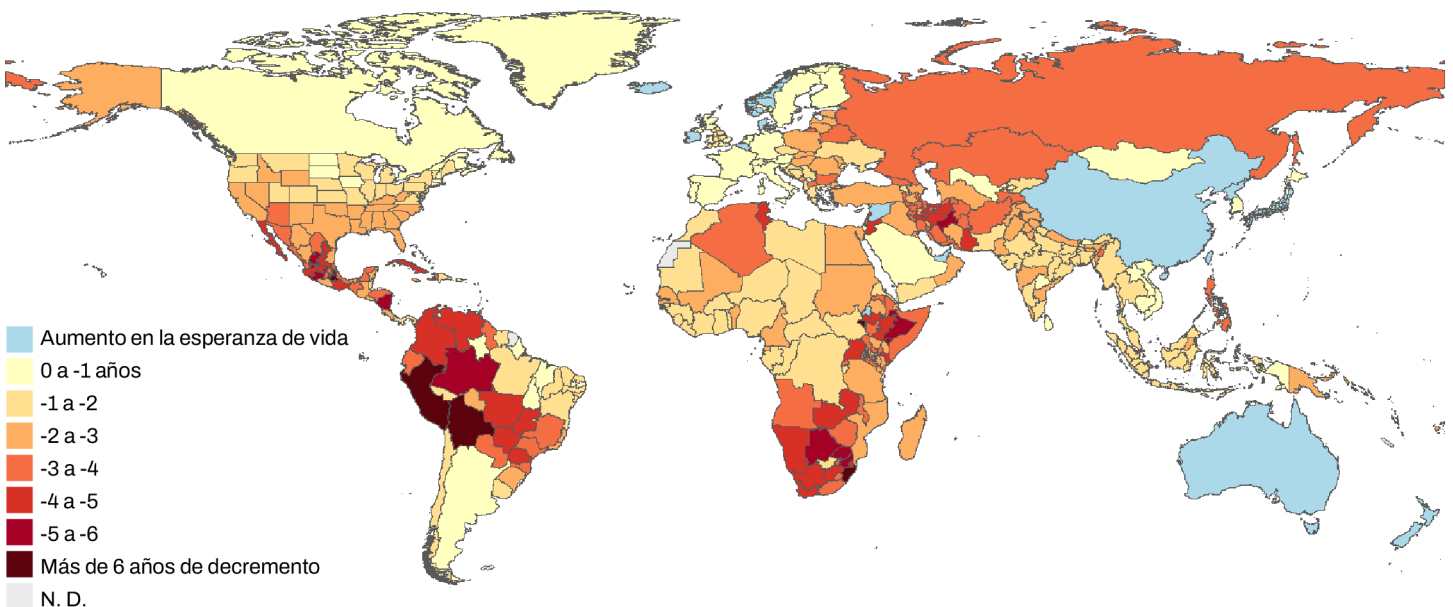 Aumento en la esperanza de vida
0 a -1 años
-1 a -2
-2 a -3
-3 a -4
-4 a -5
-5 a -6
Más de 6 años de decremento
N. D.